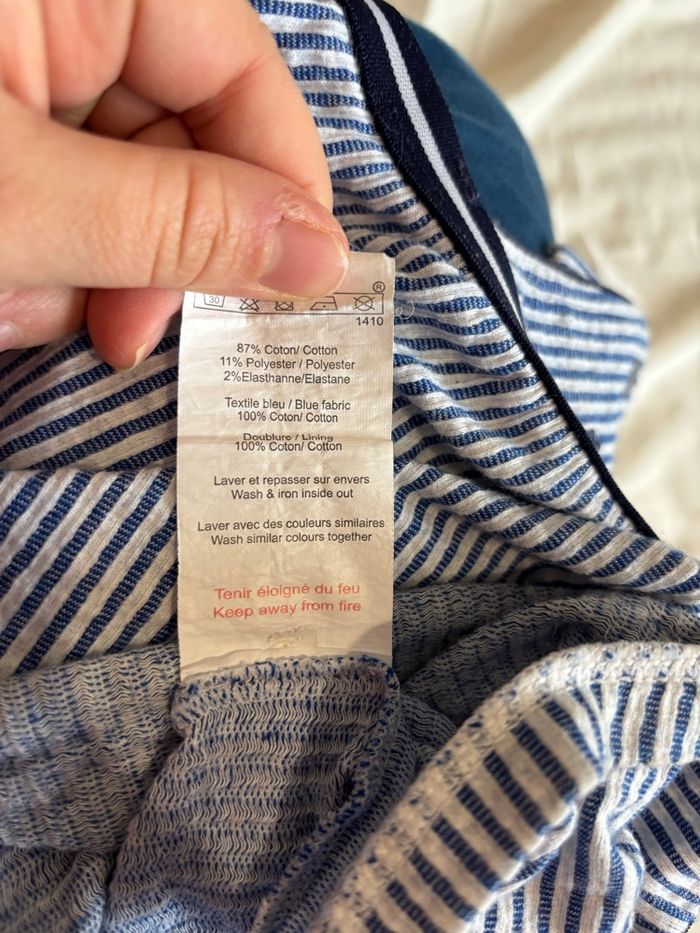 30
®
1410
87% Coton/ Cotton
11% Polyester / Polyester
2%Elasthanne/Elastane
Textile bleu / Blue fabric
100% Coton/ Cotton
Doublure / Lining
100% Coton/ Cotton
Laver et repasser sur envers
Wash & iron inside out
Laver avec des couleurs similaires
Wash similar colours together
Tenir éloigné du feu
Keep away from fire